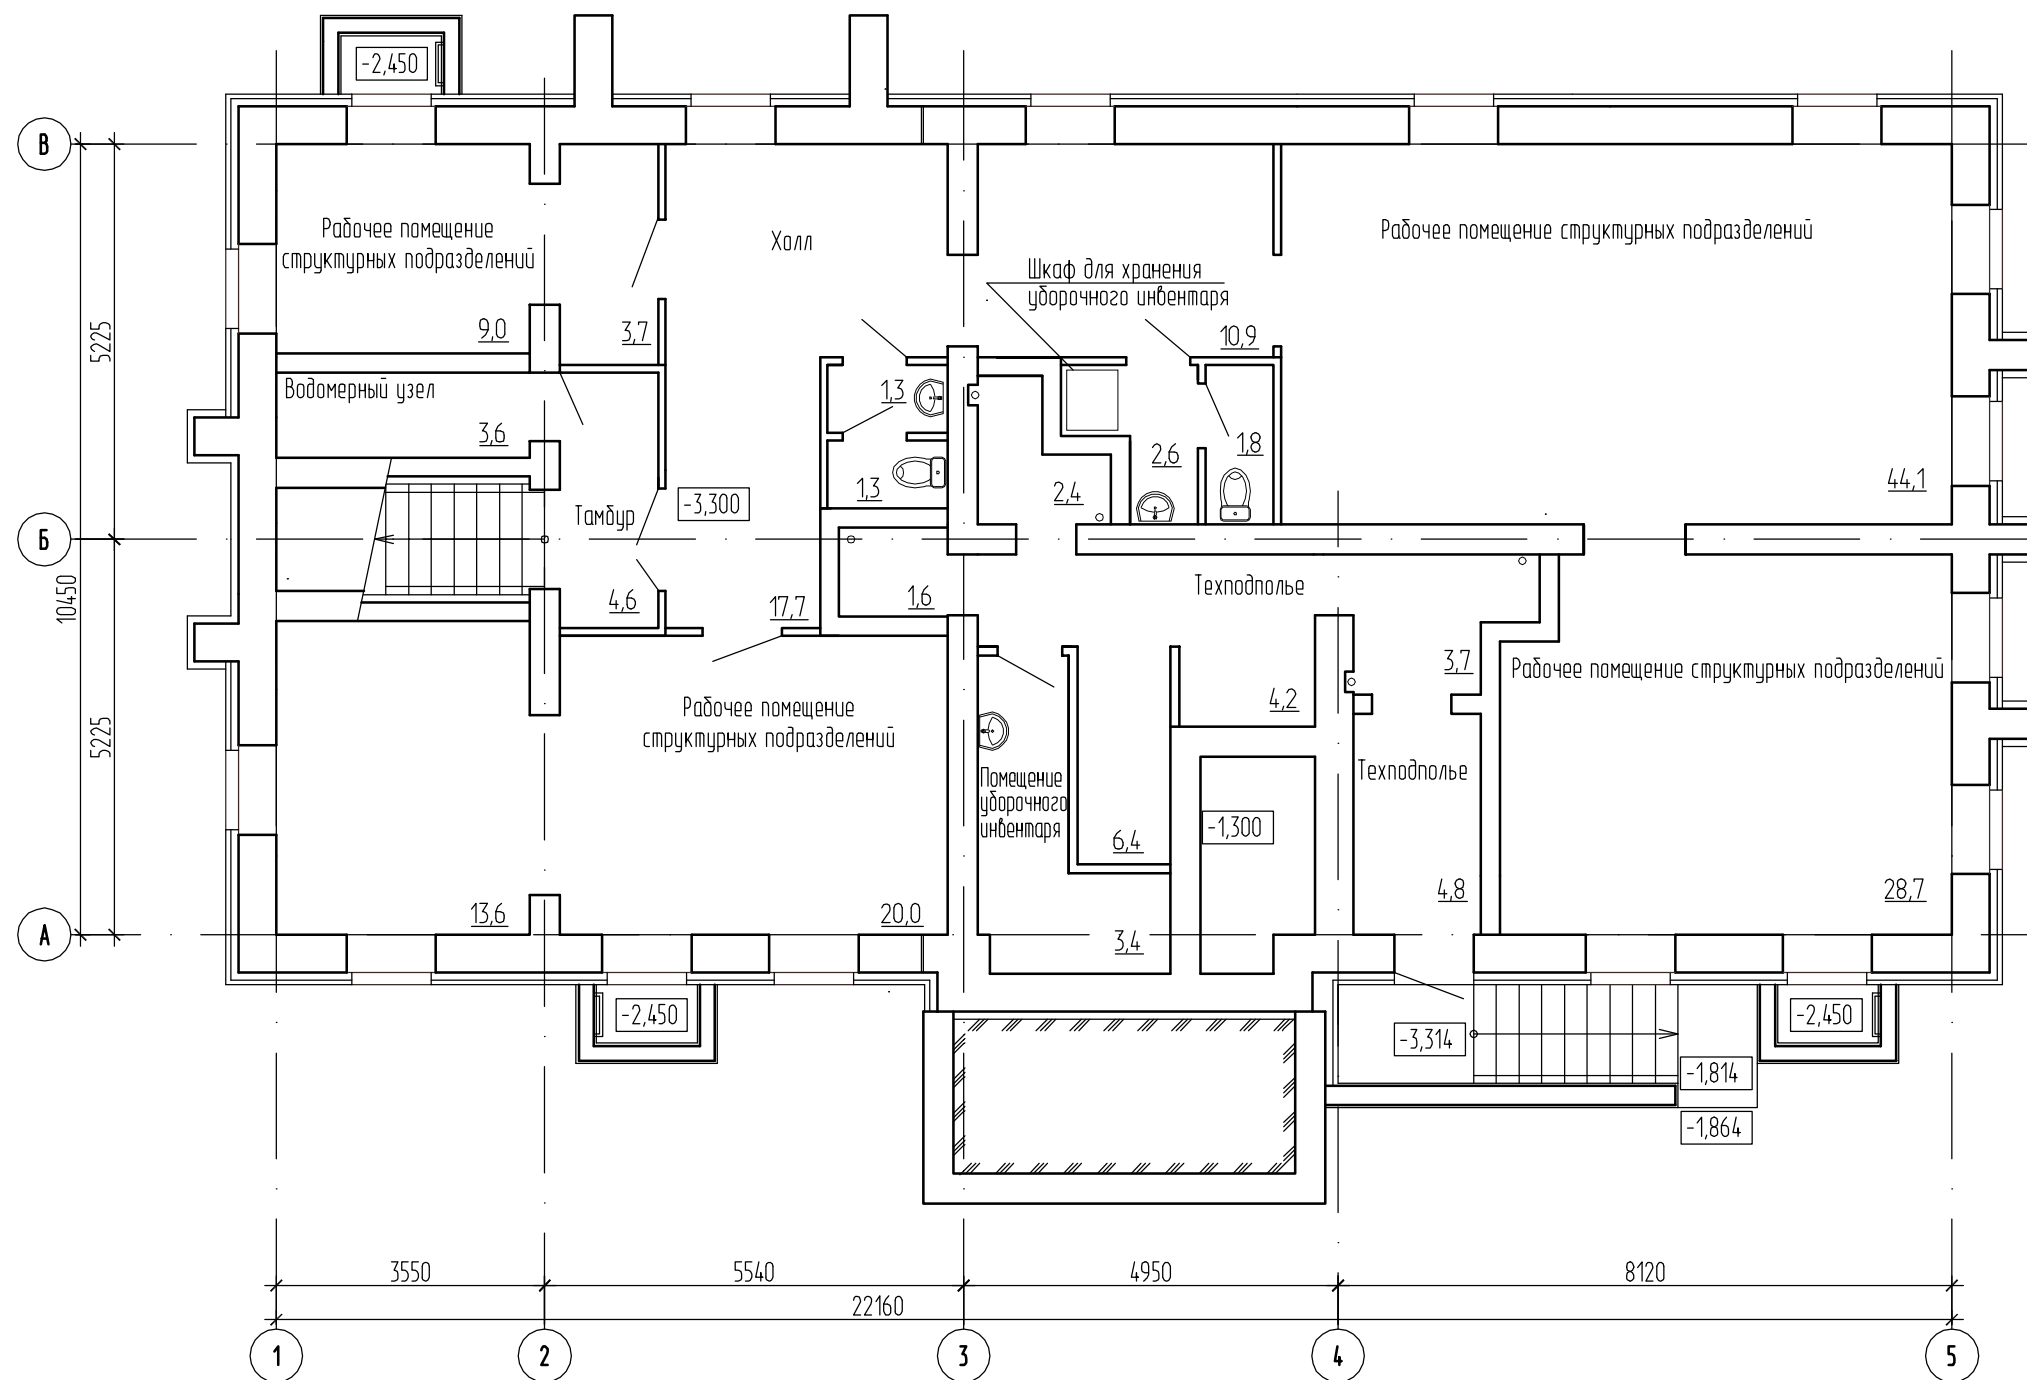 -2,450
В
Рабочее помещение
структурных подразделений
Холл
Рабочее помещение структурных подразделений
Шкаф для хранения
уборочного инвентаря
5225
9,0
3,7
10,9
Водомерный узел
1,3
3,6
2,6
1,8
44,1
1,3
2,4
-3,300
Тамбур
Б
10450
4,6
17,7
1,6
Техподполье
3,7
Рабочее помещение структурных подразделений
4,2
Рабочее помещение
структурных подразделений
5225
Помещение
уборочного
инвентаря
Техподполье
-1,300
6,4
4,8
28,7
13,6
20,0
3,4
А
-2,450
-3,314
-2,450
-1,814
-1,864
3550
5540
4950
8120
22160
1
2
3
4
5